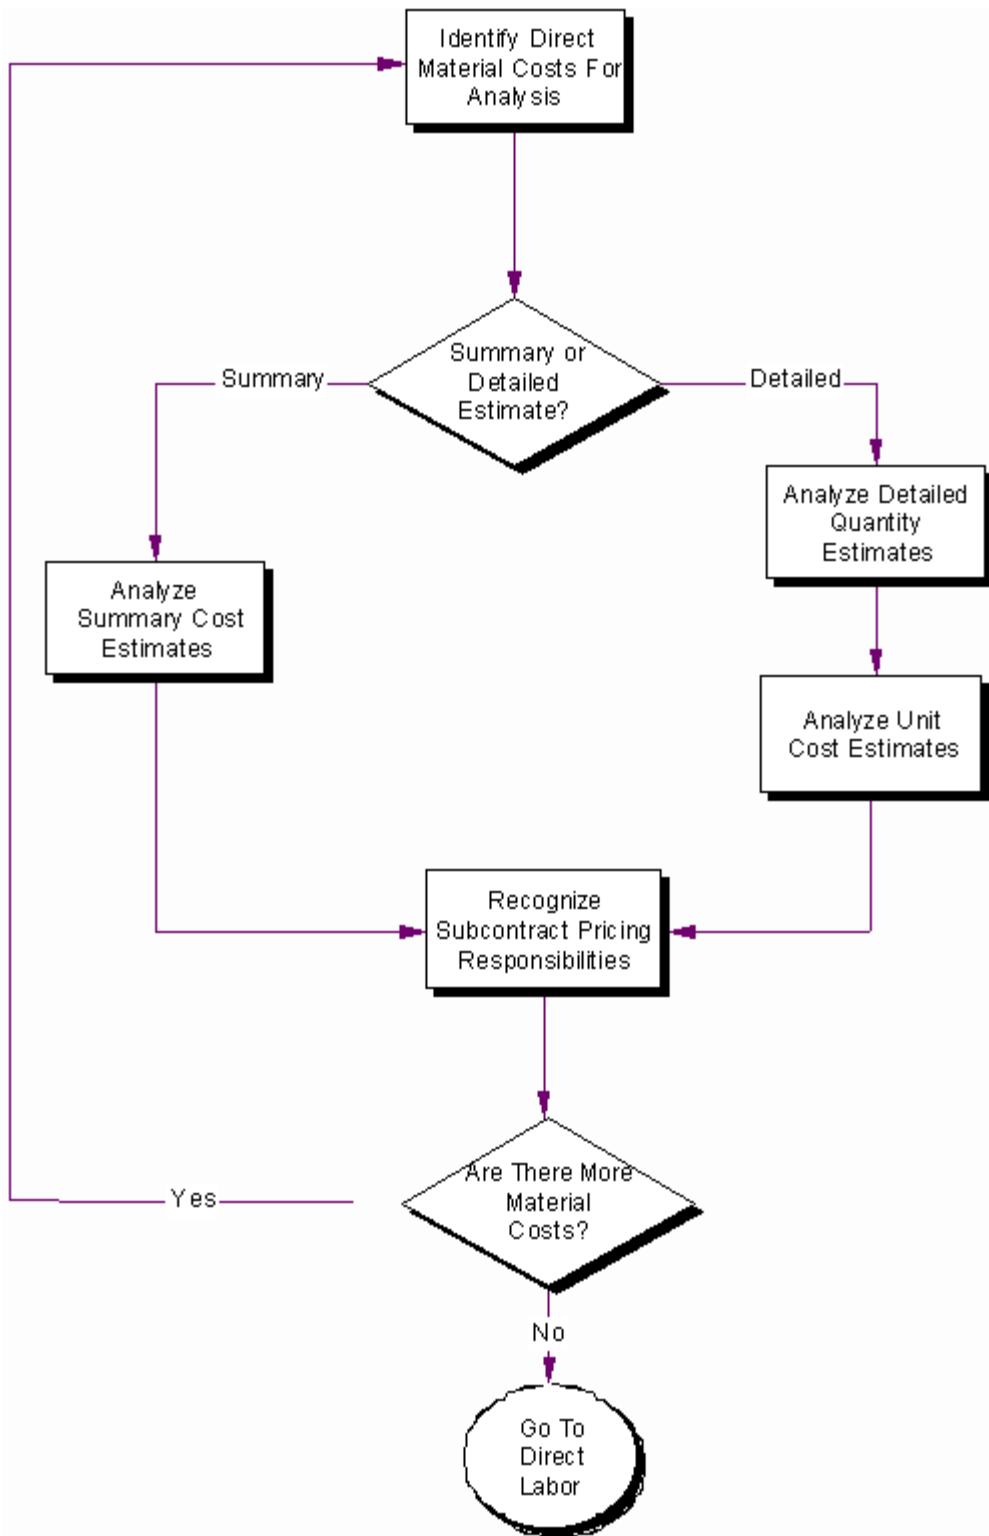 Identify Direct
Material Costs For
Analysis
Summary or
Detailed
Estimate?
Summary
Detailed
Analyze Detailed
Quantity
Estimates
Analyze
Summary Cost
Estimates
Analyze Unit
Cost Estimates
Recognize
Subcontract Pricing
Responsibilities
Are There More
Material
Costs?
Yes
No
Go To
Direct
Labor